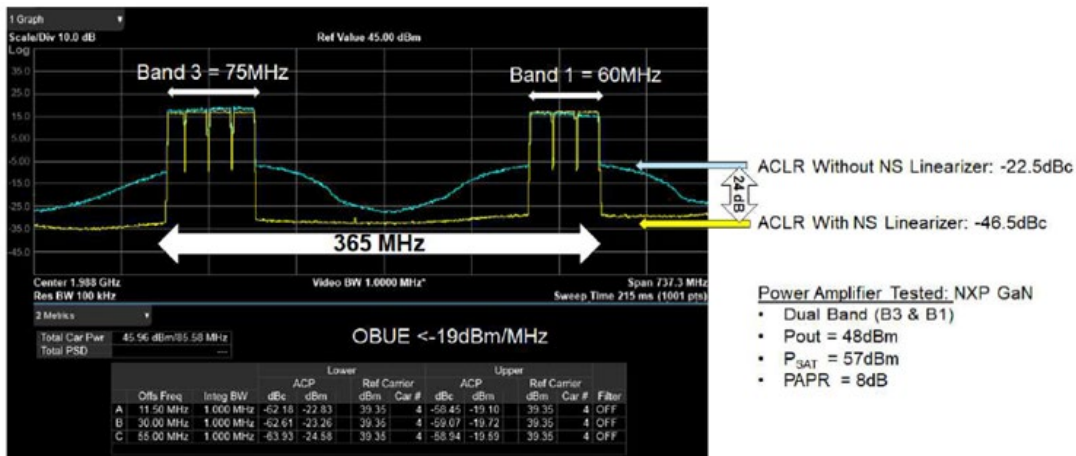 1 Graph
Scale/Div 10.0 dB
Ref Value 45.00 dBm
Log
35.0
25.0
15.0
5.00
-5.00
-15.0
-25.0
-35.0
-45.0
Band 3 = 75MHz
Band 1 = 60MHz
365 MHz
ACLR Without NS Linearizer: -22.5dBc
24 dB
ACLR With NS Linearizer: -46.5dBc
Center 1.988 GHz
Video BW 1.0000 MHz*
Span 737.3 MHz
Res BW 100 kHz
Sweep Time 215 ms (1001 pts)
Power Amplifier Tested: NXP GaN
• Dual Band (B3 & B1)
• Pout = 48dBm
• PSAT = 57dBm
• PAPR = 8dB
2 Metrics
OBUE <-19dBm/MHz
Total Car Pwr 45.96 dBm/85.58 MHz
Total PSD ---
Lower Upper
ACP Ref Carrier ACP Ref Carrier
Offs Freq Integ BW dBc dBm dBm Car # dBc dBm dBm Car # Filter
A 11.50 MHz 1.000 MHz -62.18 -22.83 39.35 4 -58.45 -19.10 39.35 4 OFF
B 30.00 MHz 1.000 MHz -62.61 -23.26 39.35 4 -59.07 -19.72 39.35 4 OFF
C 55.00 MHz 1.000 MHz -63.93 -24.58 39.35 4 -58.94 -19.59 39.35 4 OFF